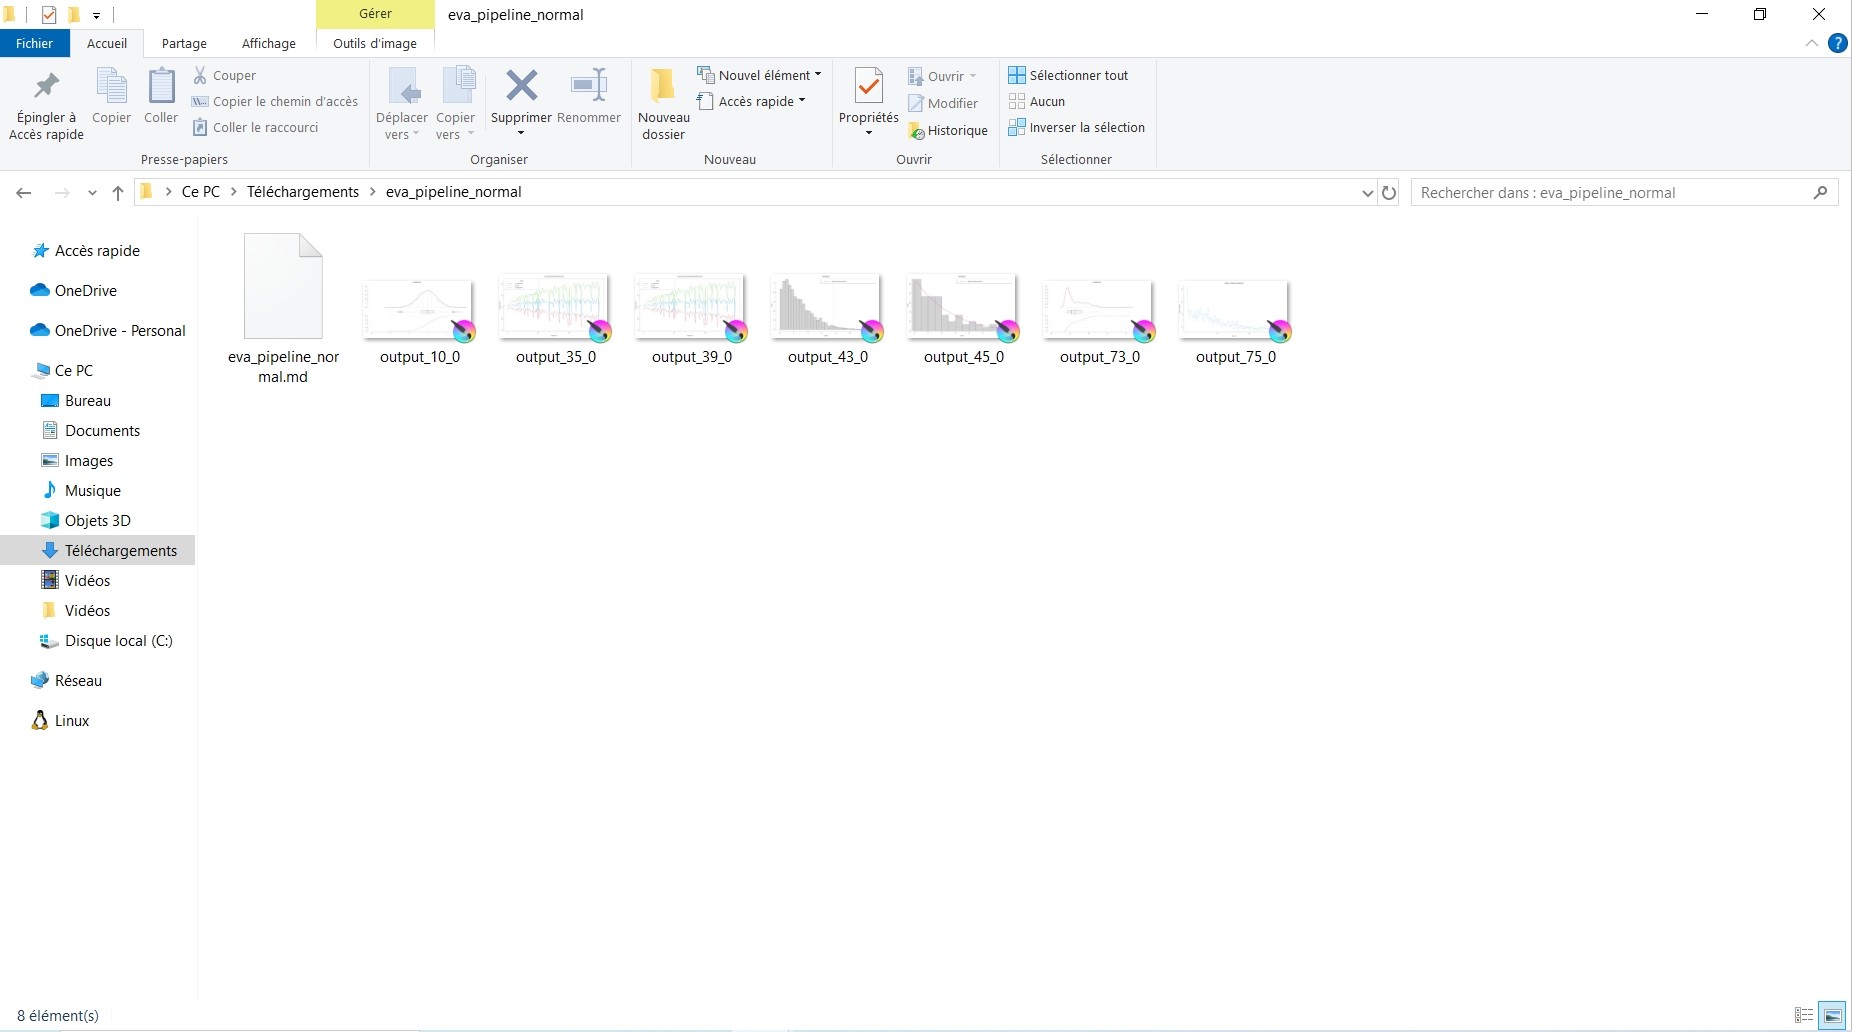 Gérer
eva_pipeline_normal
Fichier
Accueil
Partage
Affichage
Outils d'image
Épingler à
Accès rapide
Copier
Coller
Couper
Copier le chemin d'accès
Coller le raccourci
Presse-papiers
Déplacer
vers
Copier
vers
Supprimer
Renommer
Organiser
Nouveau
dossier
Nouvel élément
Accès rapide
Nouveau
Propriétés
Ouvrir
Modifier
Historique
Ouvrir
Sélectionner tout
Aucun
Inverser la sélection
Sélectionner
Ce PC > Téléchargements > eva_pipeline_normal
Rechercher dans : eva_pipeline_normal
Accès rapide
OneDrive
OneDrive - Personal
Ce PC
Bureau
Documents
Images
Musique
Objets 3D
Téléchargements
Vidéos
Vidéos
Disque local (C:)
Réseau
Linux
eva_pipeline_nor
mal.md
output_10_0
output_35_0
output_39_0
output_43_0
output_45_0
output_73_0
output_75_0
8 élément(s)